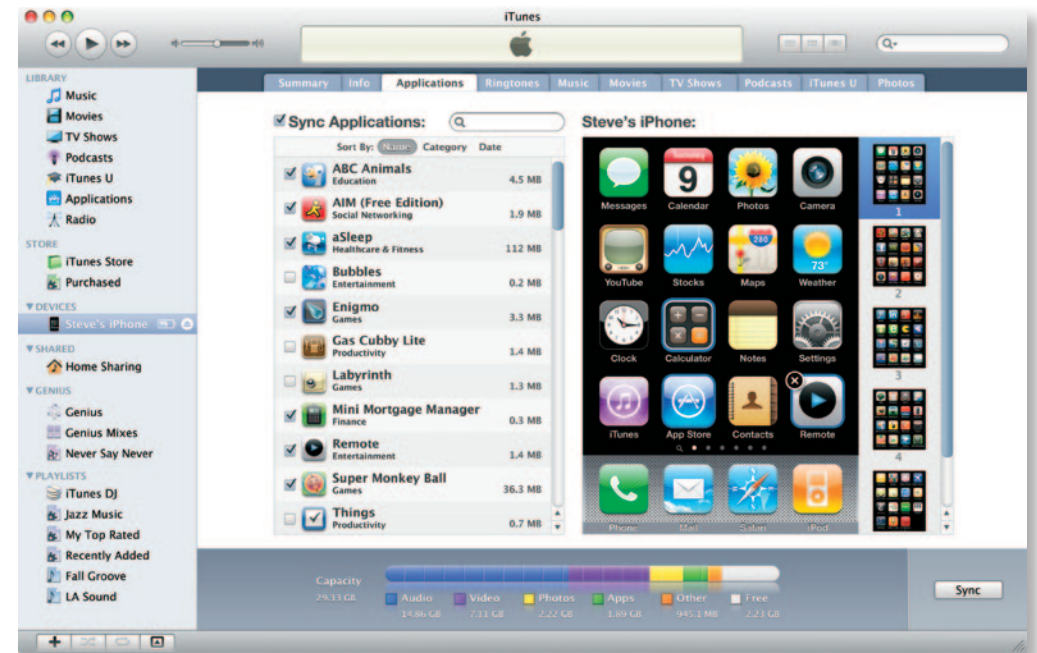 iTunes
LIBRARY
Music
Movies
TV Shows
Podcasts
iTunes U
Applications
Radio
STORE
iTunes Store
Purchased
DEVICES
Steve's iPhone
SHARED
Home Sharing
GENIUS
Genius
Genius Mixes
Never Say Never
PLAYLISTS
iTunes DJ
Jazz Music
My Top Rated
Recently Added
Fall Groove
LA Sound
Summary Info Applications Ringtones Music Movies TV Shows Podcasts iTunes U Photos
Sync Applications:
Sort By: Name Category Date
ABC Animals
Education 4.5 MB
AIM (Free Edition)
Social Networking 1.9 MB
aSleep
Healthcare & Fitness 112 MB
Bubbles
Entertainment 0.2 MB
Enigmo
Games 3.3 MB
Gas Cubby Lite
Productivity 1.4 MB
Labyrinth
Games 1.3 MB
Mini Mortgage Manager
Finance 0.3 MB
Remote
Entertainment 1.4 MB
Super Monkey Ball
Games 36.3 MB
Things
Productivity 0.7 MB
Steve's iPhone:
9
280
73°
Messages Calendar Photos Camera
YouTube Stocks Maps Weather
Clock Calculator Notes Settings
iTunes App Store Contacts Remote
Phone Mail Safari iPod
1
2
3
4
Capacity
29.33 GB
Audio Video Photos Apps Other Free
14.86 GB 7.11 GB 2.22 GB 1.89 GB 945.1 MB 2.23 GB
Sync